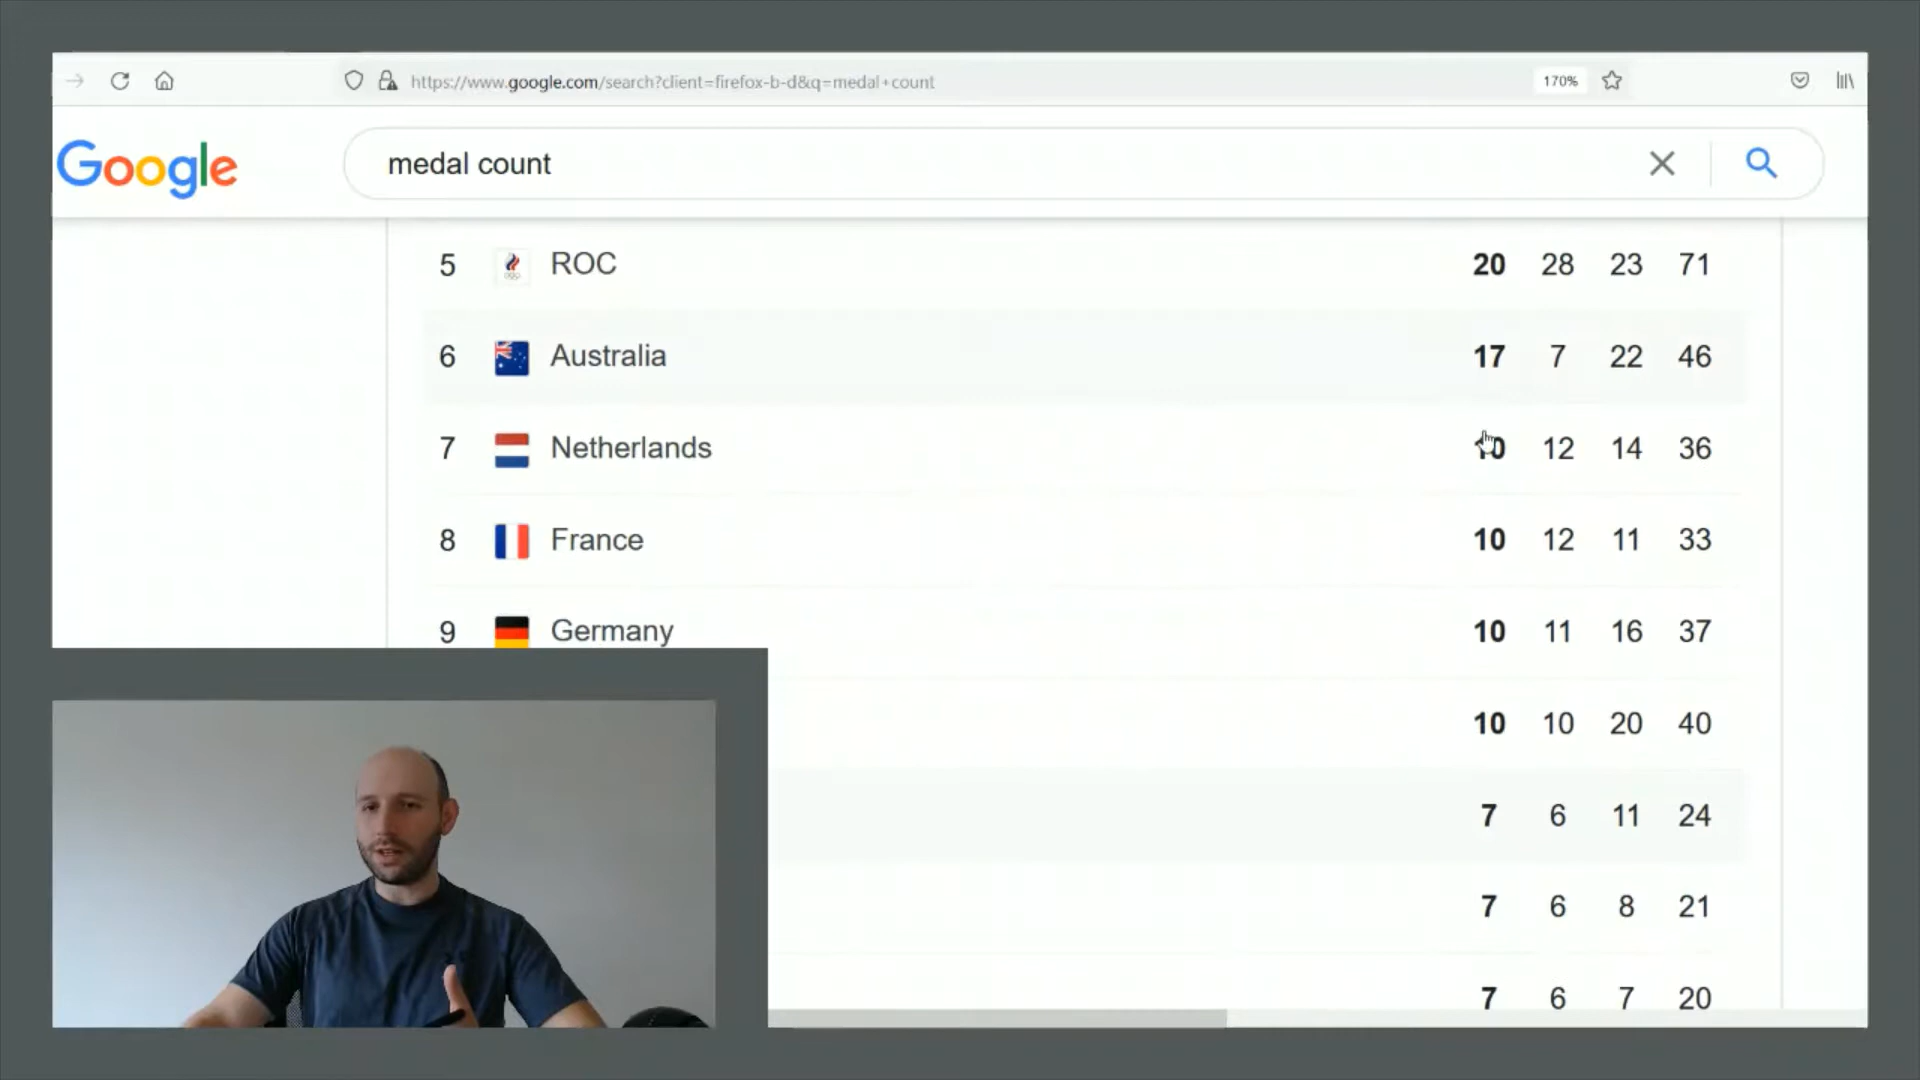 https://www.google.com/search?client=firefox-b-d&q=medal+count
170%
Google
medal count
5 ROC 20 28 23 71
6 Australia 17 7 22 46
7 Netherlands 10 12 14 36
8 France 10 12 11 33
9 Germany 10 11 16 37
10 10 20 40
7 6 11 24
7 6 8 21
7 6 7 20